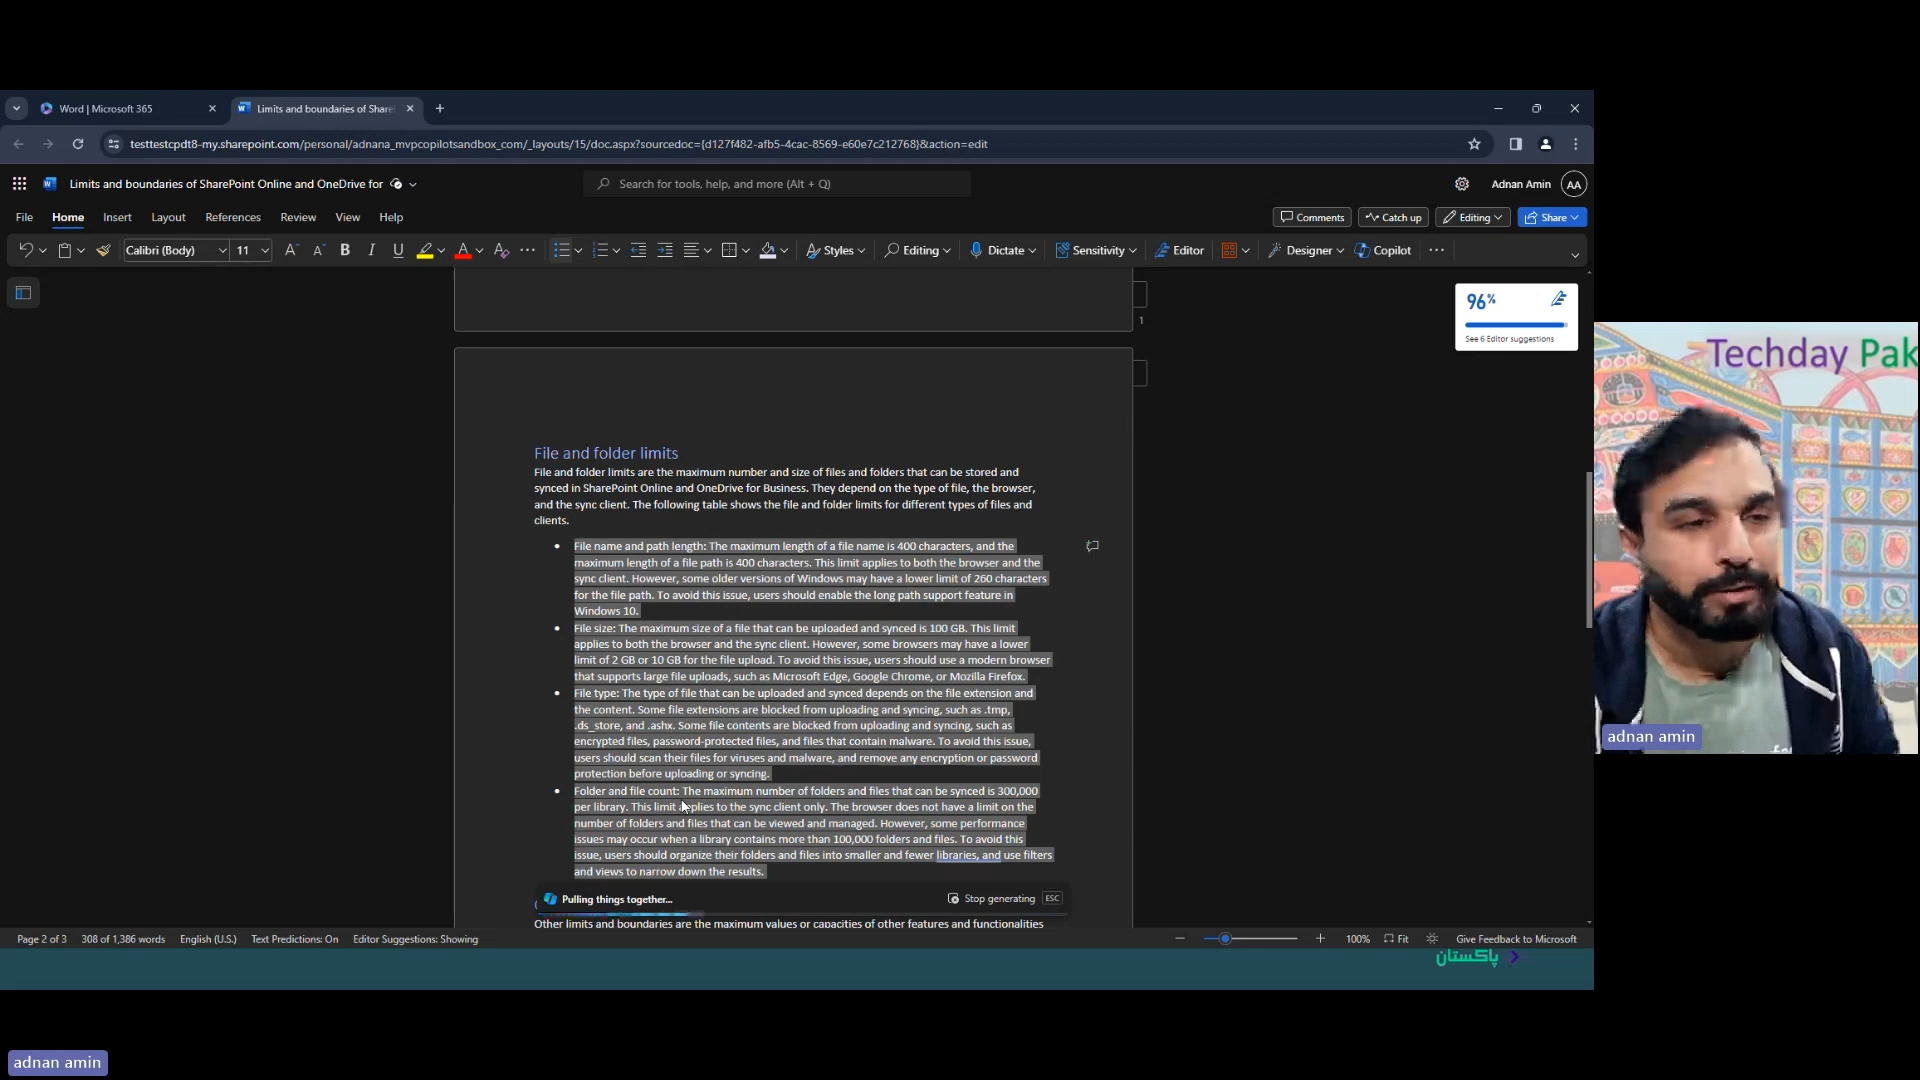 Word | Microsoft 365
Limits and boundaries of Share
testtestcpdt8-my.sharepoint.com/personal/adnana_mvpcopilotsandbox_com/_layouts/15/doc.aspx?sourcedoc={d127f482-afb5-4cac-8569-e60e7c212768}&action=edit
Limits and boundaries of SharePoint Online and OneDrive for
Search for tools, help, and more (Alt + Q)
Adnan Amin AA
File Home Insert Layout References Review View Help
Comments Catch up Editing Share
Calibri (Body) 11 A A B I U A A Styles Editing Dictate Sensitivity Editor Designer Copilot
96%
See 6 Editor suggestions
1
Techday Pak
File and folder limits
File and folder limits are the maximum number and size of files and folders that can be stored and
synced in SharePoint Online and OneDrive for Business. They depend on the type of file, the browser,
and the sync client. The following table shows the file and folder limits for different types of files and
clients.
• File name and path length: The maximum length of a file name is 400 characters, and the
maximum length of a file path is 400 characters. This limit applies to both the browser and the
sync client. However, some older versions of Windows may have a lower limit of 260 characters
for the file path. To avoid this issue, users should enable the long path support feature in
Windows 10.
• File size: The maximum size of a file that can be uploaded and synced is 100 GB. This limit
applies to both the browser and the sync client. However, some browsers may have a lower
limit of 2 GB or 10 GB for the file upload. To avoid this issue, users should use a modern browser
that supports large file uploads, such as Microsoft Edge, Google Chrome, or Mozilla Firefox.
• File type: The type of file that can be uploaded and synced depends on the file extension and
the content. Some file extensions are blocked from uploading and syncing, such as .tmp,
.ds_store, and .ashx. Some file contents are blocked from uploading and syncing, such as
encrypted files, password-protected files, and files that contain malware. To avoid this issue,
users should scan their files for viruses and malware, and remove any encryption or password
protection before uploading or syncing.
• Folder and file count: The maximum number of folders and files that can be synced is 300,000
per library. This limit applies to the sync client only. The browser does not have a limit on the
number of folders and files that can be viewed and managed. However, some performance
issues may occur when a library contains more than 100,000 folders and files. To avoid this
issue, users should organize their folders and files into smaller and fewer libraries, and use filters
and views to narrow down the results.
Pulling things together... Stop generating ESC
Other limits and boundaries are the maximum values or capacities of other features and functionalities
Page 2 of 3 308 of 1,386 words English (U.S.) Text Predictions: On Editor Suggestions: Showing 100% Fit Give Feedback to Microsoft
پاکستان
adnan amin
adnan amin